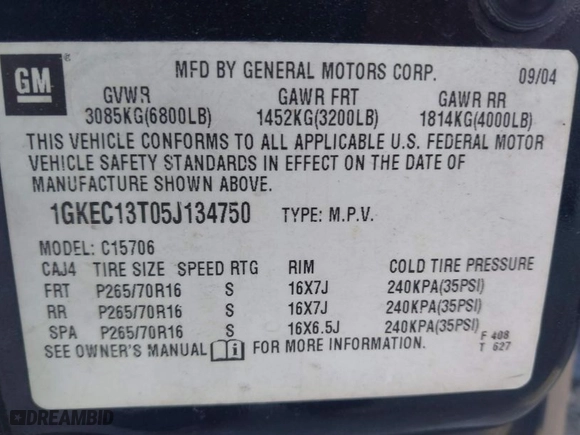 GM
®
MFD BY GENERAL MOTORS CORP. 09/04
GVWR GAWR FRT GAWR RR
3085KG(6800LB) 1452KG(3200LB) 1814KG(4000LB)
THIS VEHICLE CONFORMS TO ALL APPLICABLE U.S. FEDERAL MOTOR
VEHICLE SAFETY STANDARDS IN EFFECT ON THE DATE OF
MANUFACTURE SHOWN ABOVE.
1GKEC13T05J134750 TYPE: M.P.V.
MODEL: C15706
CAJ4 TIRE SIZE SPEED RTG RIM COLD TIRE PRESSURE
FRT P265/70R16 S 16X7J 240KPA(35PSI)
RR P265/70R16 S 16X7J 240KPA(35PSI)
SPA P265/70R16 S 16X6.5J 240KPA(35PSI)
SEE OWNER'S MANUAL FOR MORE INFORMATION. F 408
T 627
DREAMBID